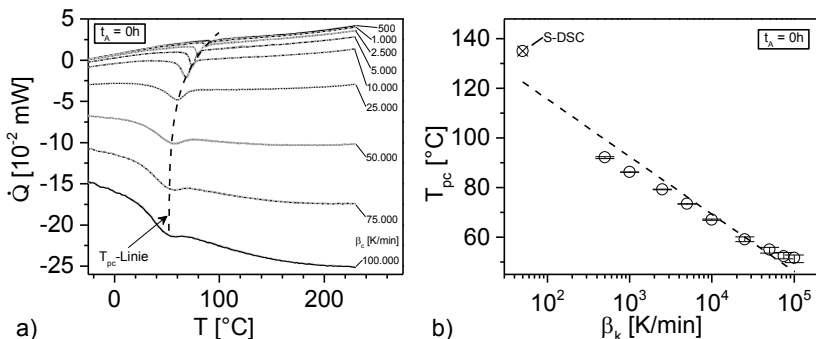 t_A = 0h
500
1.000
2.500
5.000
10.000
25.000
50.000
75.000
β_c [K/min]
100.000
T_pc-Linie
5
0
-5
-10
-15
-20
-25
Q̇ [10⁻² mW]
0
100
200
T [°C]
a)
S-DSC
t_A = 0h
140
120
100
80
60
T_pc [°C]
10²
10³
10⁴
10⁵
β_k [K/min]
b)